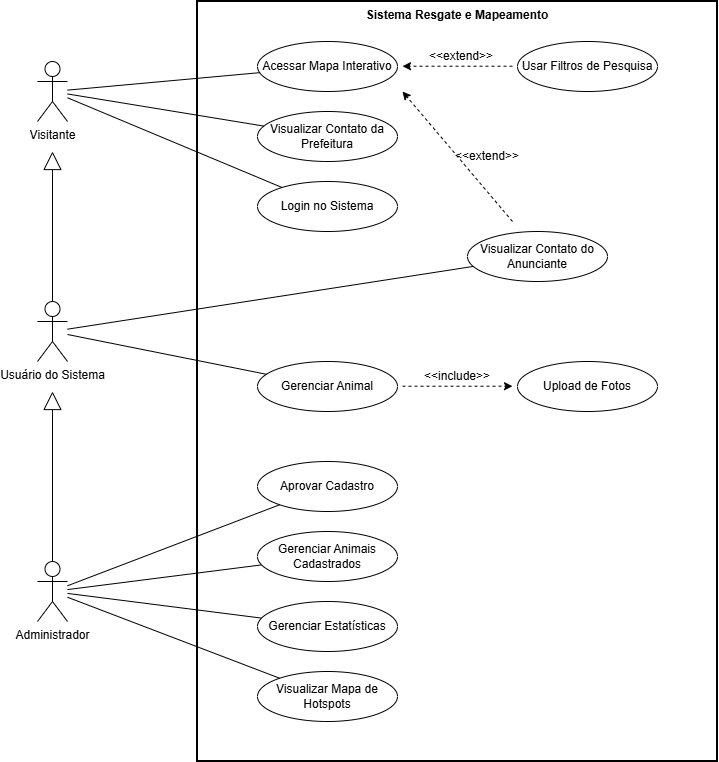 Sistema Resgate e Mapeamento
Acessar Mapa Interativo
<<extend>>
Usar Filtros de Pesquisa
Visitante
Visualizar Contato da
Prefeitura
<<extend>>
Login no Sistema
Visualizar Contato do
Anunciante
Usuário do Sistema
Gerenciar Animal
<<include>>
Upload de Fotos
Aprovar Cadastro
Gerenciar Animais
Cadastrados
Gerenciar Estatísticas
Administrador
Visualizar Mapa de
Hotspots